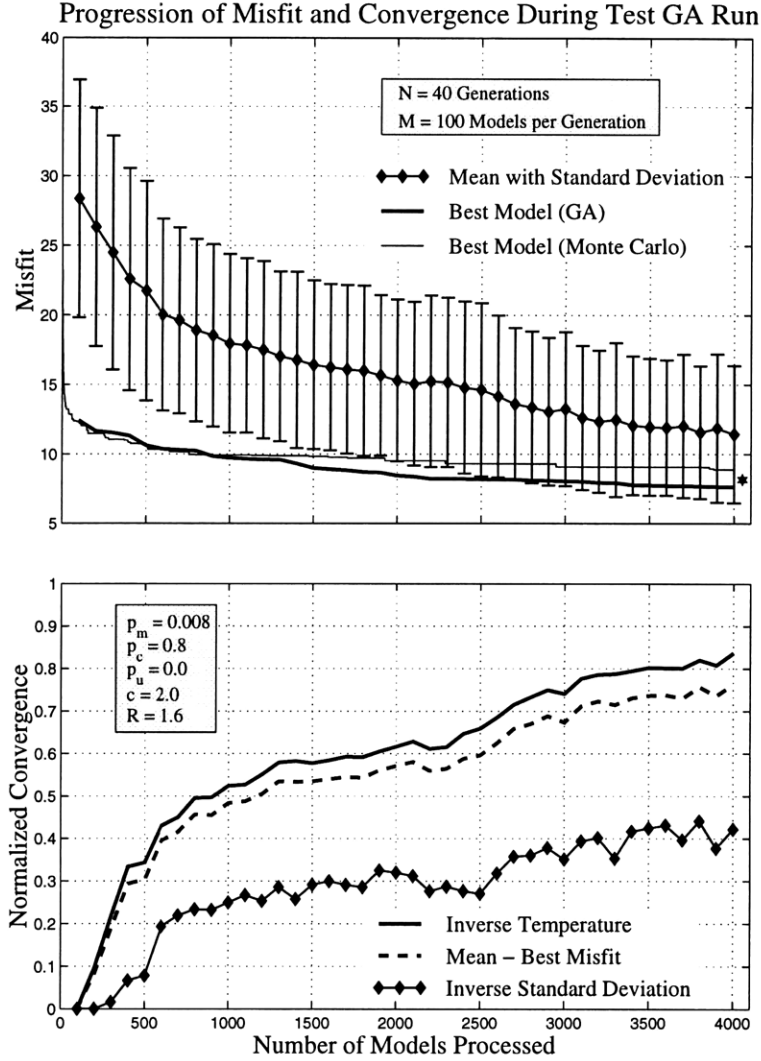 Progression of Misfit and Convergence During Test GA Run
40
35
30
25
20
15
10
5
Misfit
N = 40 Generations
M = 100 Models per Generation
Mean with Standard Deviation
Best Model (GA)
Best Model (Monte Carlo)
1
0.9
0.8
0.7
0.6
0.5
0.4
0.3
0.2
0.1
0
Normalized Convergence
p_m = 0.008
p_c = 0.8
p_u = 0.0
c = 2.0
R = 1.6
Inverse Temperature
Mean – Best Misfit
Inverse Standard Deviation
0 500 1000 1500 2000 2500 3000 3500 4000
Number of Models Processed